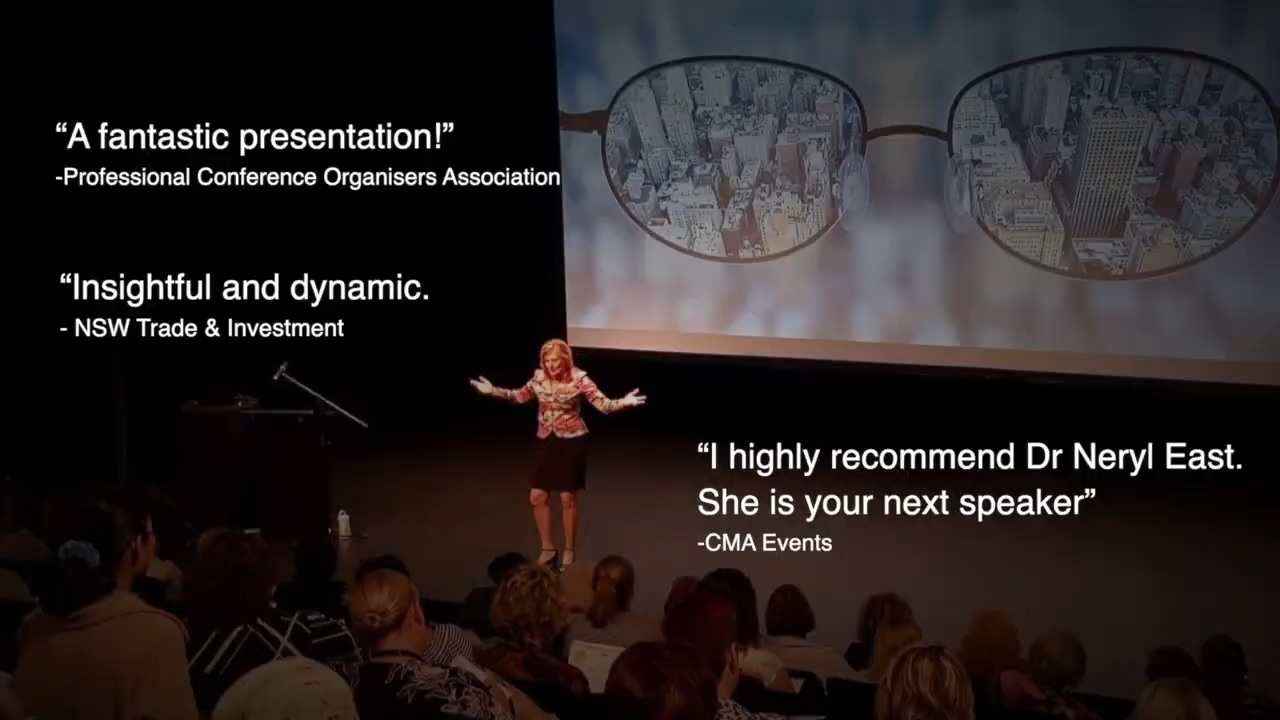 “A fantastic presentation!”
-Professional Conference Organisers Association
“Insightful and dynamic.
- NSW Trade & Investment
“I highly recommend Dr Neryl East.
She is your next speaker”
-CMA Events